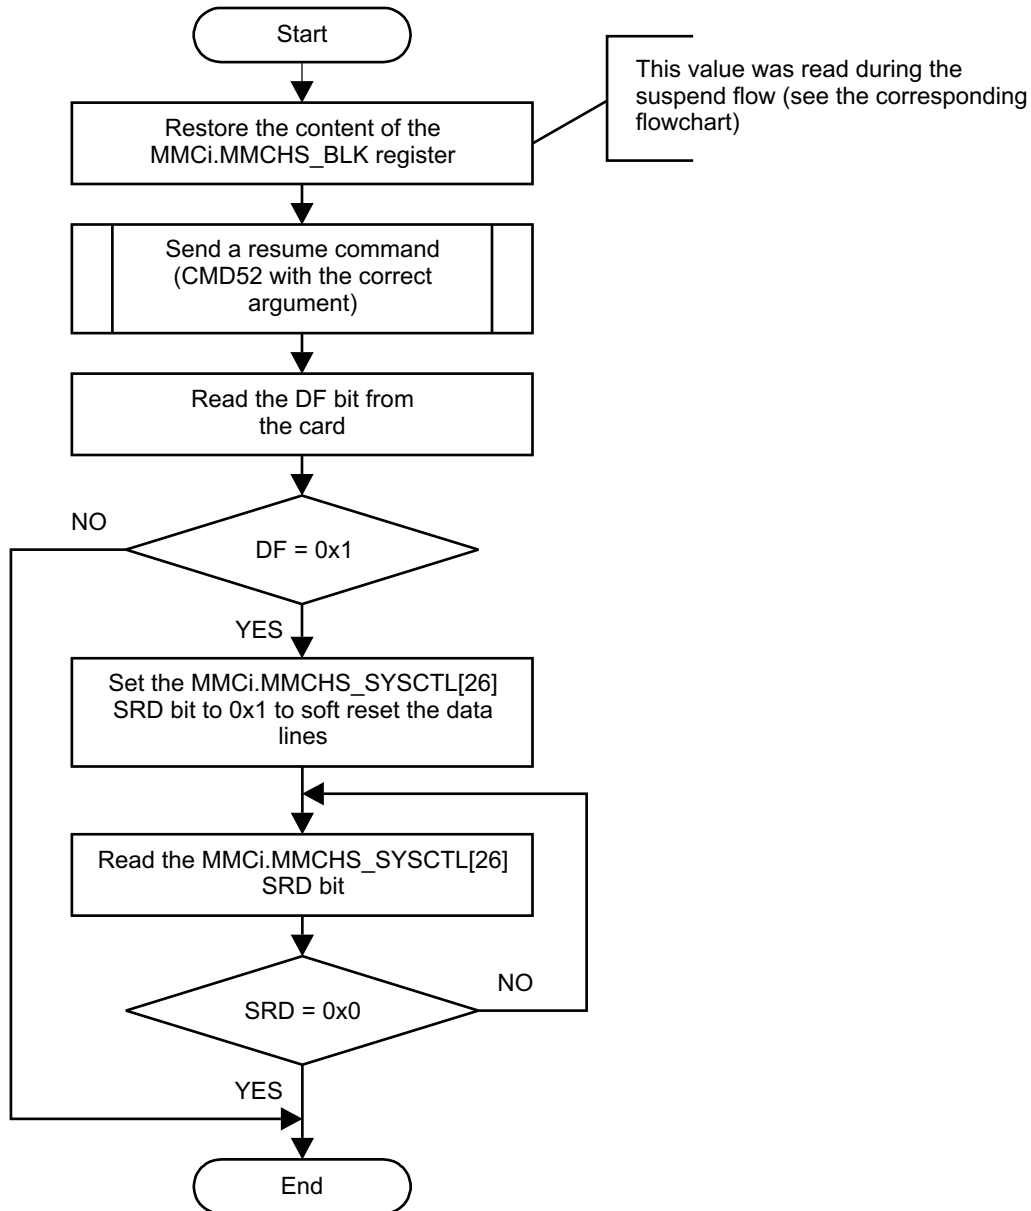 Start
This value was read during the
suspend flow (see the corresponding
flowchart)
Restore the content of the
MMCi.MMCHS_BLK register
Send a resume command
(CMD52 with the correct
argument)
Read the DF bit from
the card
NO
DF = 0x1
YES
Set the MMCi.MMCHS_SYSCTL[26]
SRD bit to 0x1 to soft reset the data
lines
Read the MMCi.MMCHS_SYSCTL[26]
SRD bit
NO
SRD = 0x0
YES
End